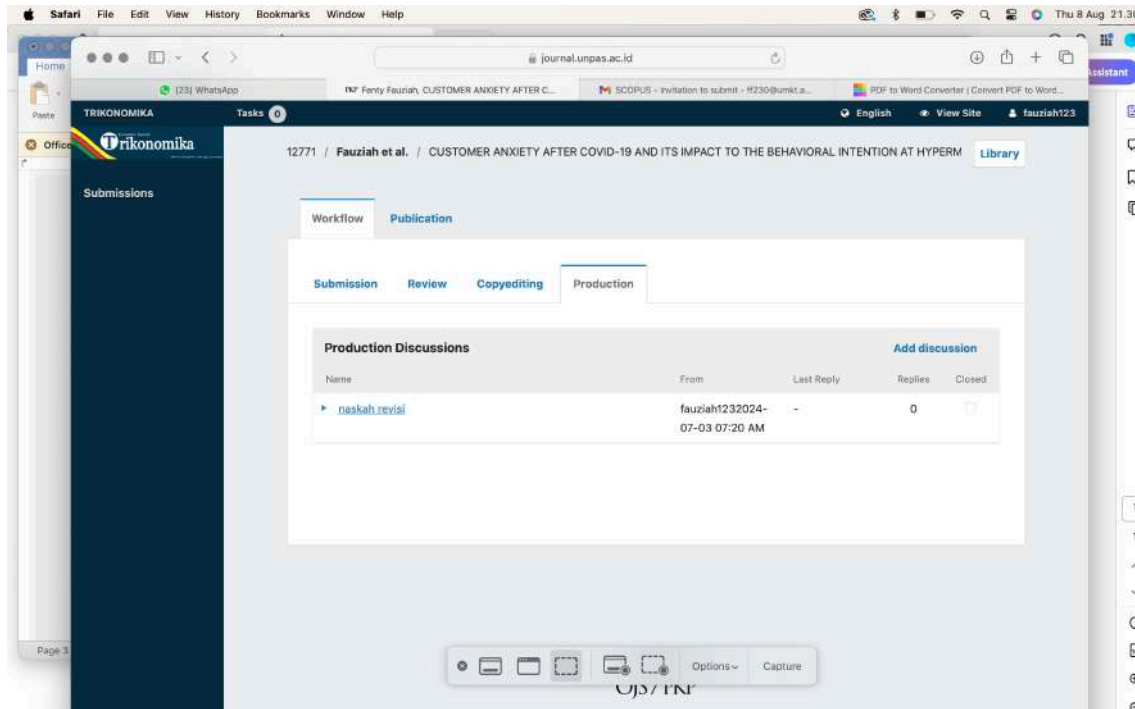 Safari File Edit View History Bookmarks Window Help
Thu 8 Aug 21.3
Home
journal.unpas.ac.id
Assistant
(23) WhatsApp
Fenty Fauziah, CUSTOMER ANXIETY AFTER C...
SCOPUS - Invitation to submit - ff230@umkt.a...
PDF to Word Converter | Convert PDF to Word...
Paste
TRIKONOMIKA
Tasks 0
English
View Site
fauziah123
Office
Trikonomika
12771 / Fauziah et al. / CUSTOMER ANXIETY AFTER COVID-19 AND ITS IMPACT TO THE BEHAVIORAL INTENTION AT HYPERM
Library
Submissions
Workflow Publication
Submission Review Copyediting Production
Production Discussions
Add discussion
Name From Last Reply Replies Closed
naskah revisi fauziah1232024- - 0
07-03 07:20 AM
Page 3
Options
Capture
OJS / PKP